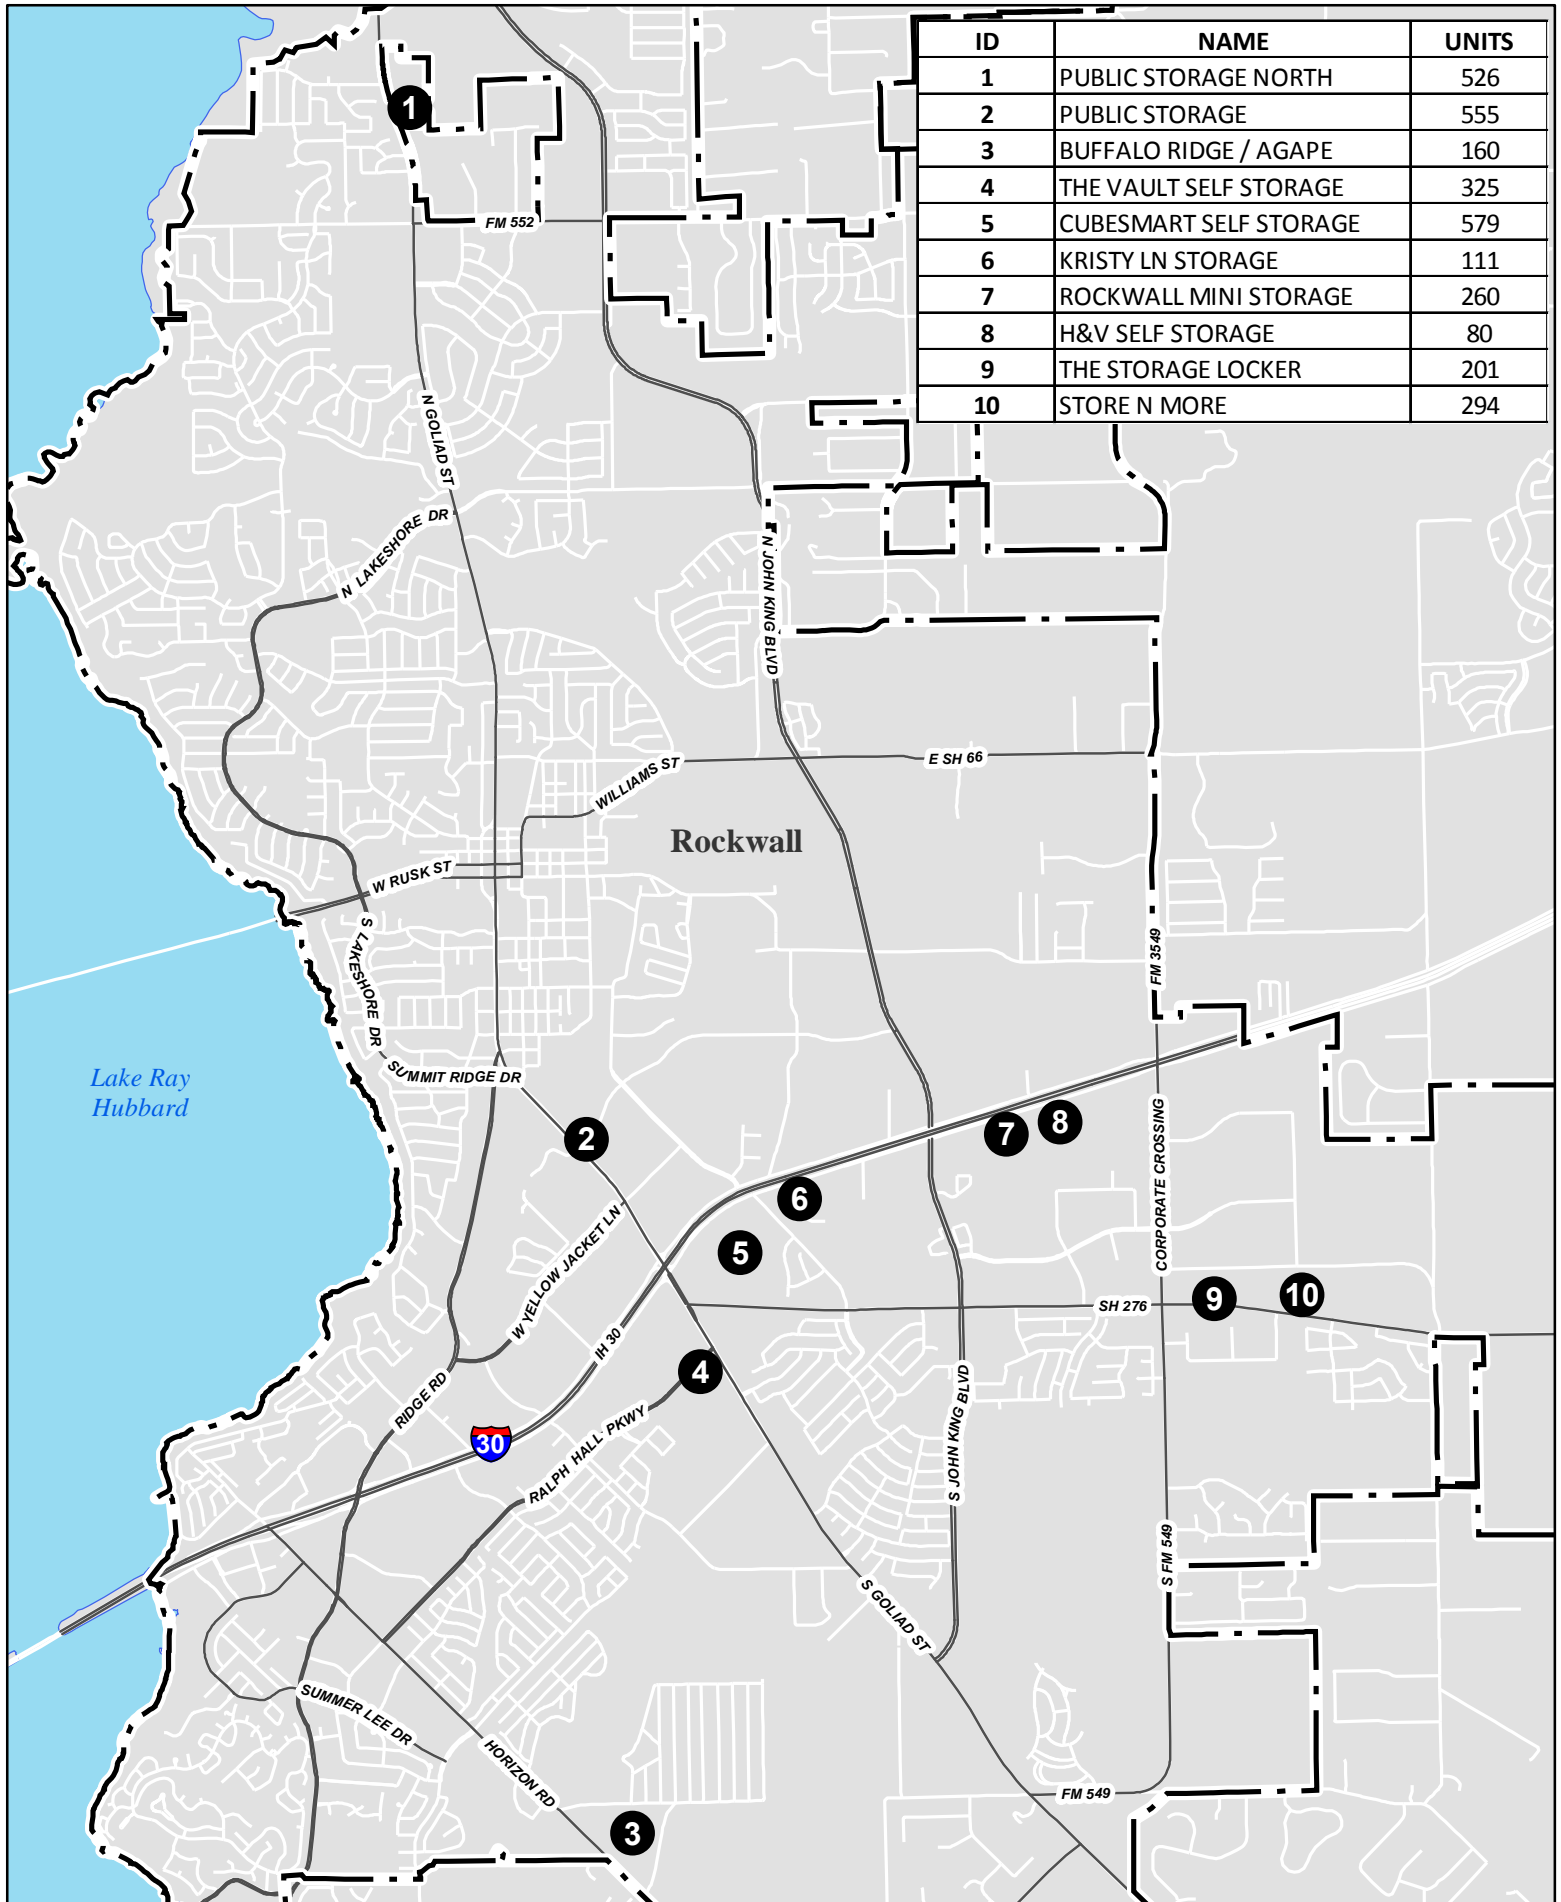 ID NAME UNITS
1 PUBLIC STORAGE NORTH 526
2 PUBLIC STORAGE 555
3 BUFFALO RIDGE / AGAPE 160
4 THE VAULT SELF STORAGE 325
5 CUBESMART SELF STORAGE 579
6 KRISTY LN STORAGE 111
7 ROCKWALL MINI STORAGE 260
8 H&V SELF STORAGE 80
9 THE STORAGE LOCKER 201
10 STORE N MORE 294
1
FM 552
N GOLIAD ST
N LAKESHORE DR
N JOHN KING BLVD
E SH 66
WILLIAMS ST
Rockwall
W RUSK ST
S LAKESHORE DR
FM 3549
SUMMIT RIDGE DR
Lake Ray
Hubbard
2
7
8
CORPORATE CROSSING
6
5
W YELLOW JACKET LN
9
10
SH 276
IH 30
4
RIDGE RD
S JOHN KING BLVD
30
RALPH HALL PKWY
S FM 549
S GOLIAD ST
SUMMER LEE DR
HORIZON RD
FM 549
3